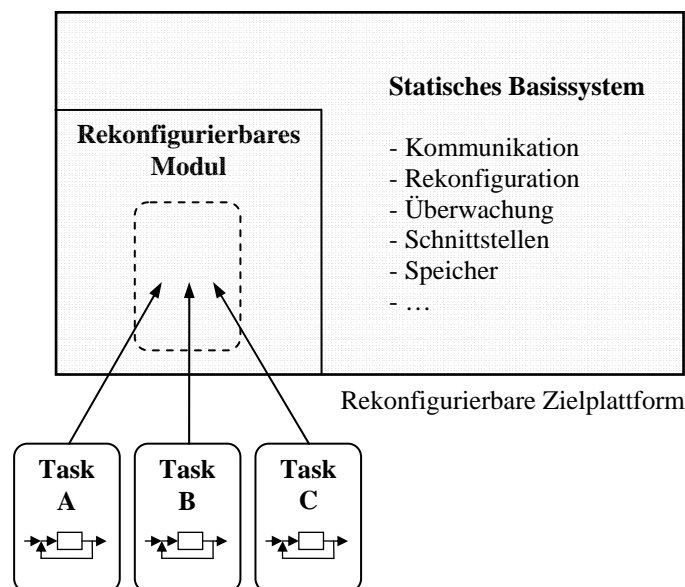 Statisches Basissystem
- Kommunikation
- Rekonfiguration
- Überwachung
- Schnittstellen
- Speicher
- …
Rekonfigurierbares
Modul
Rekonfigurierbare Zielplattform
Task
A
Task
B
Task
C